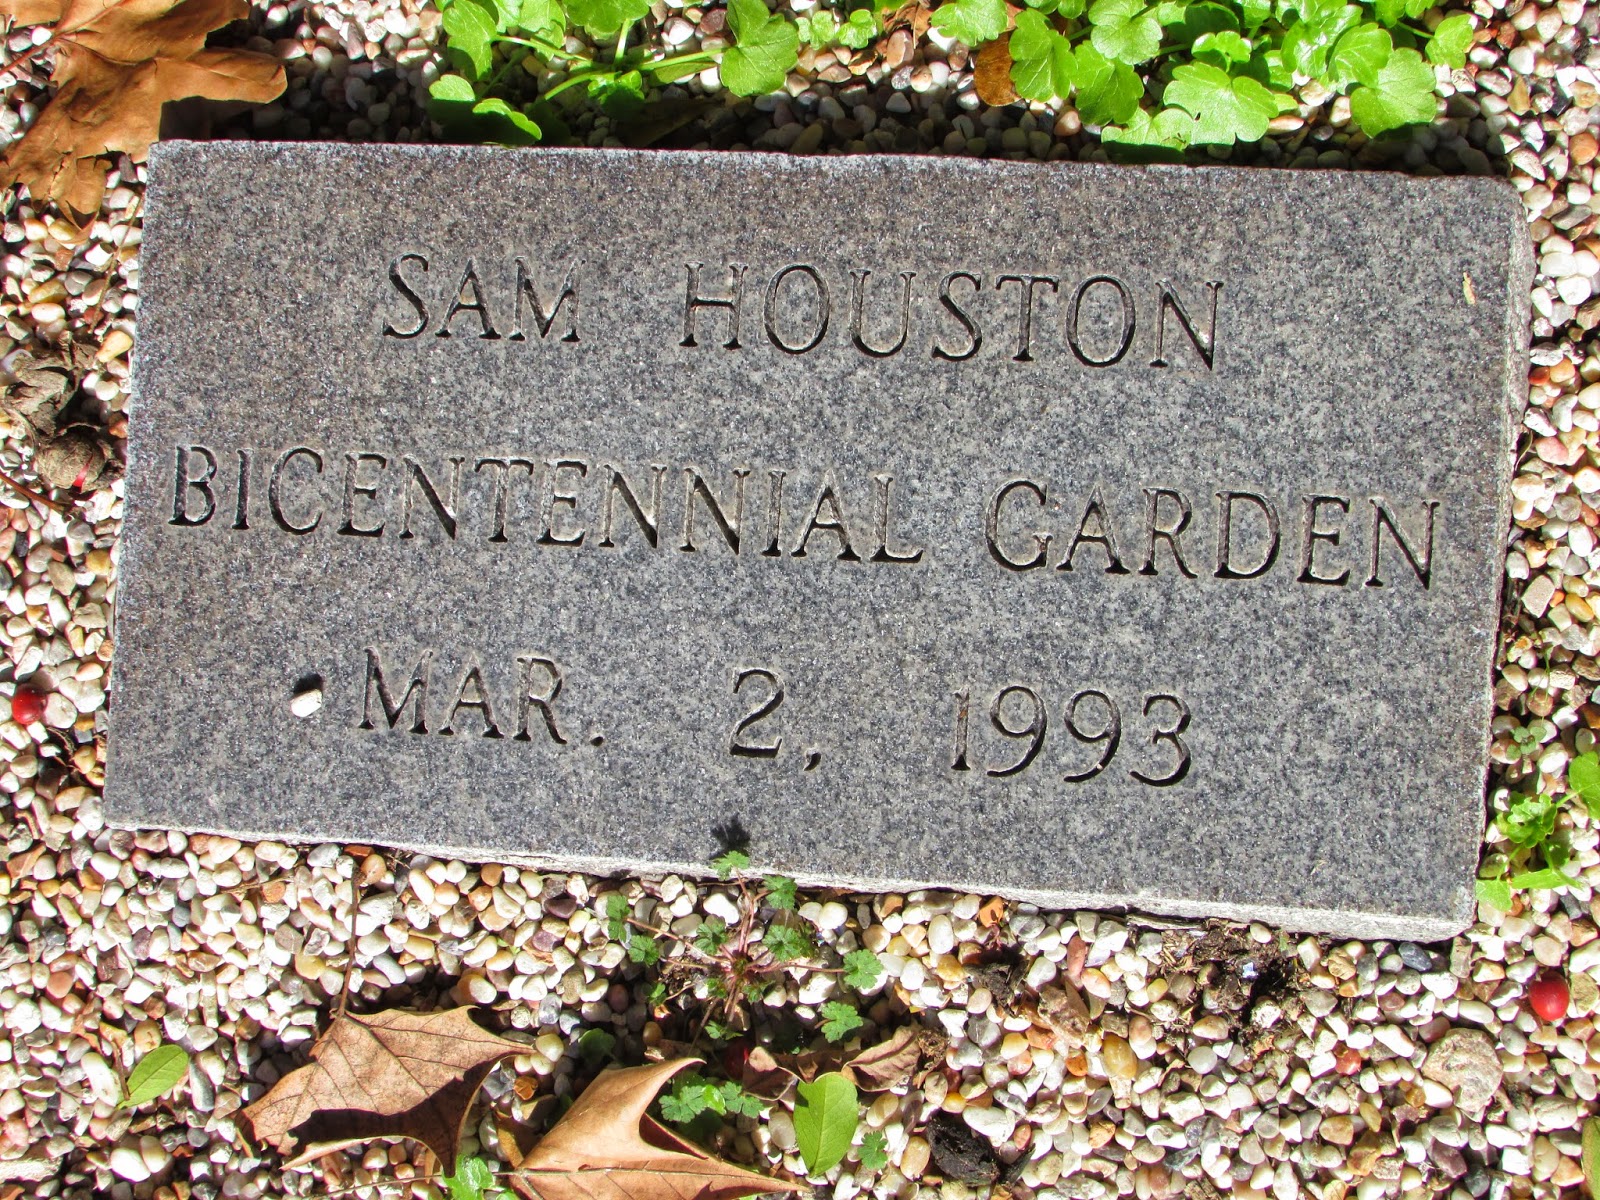 SAM HOUSTON
BICENTENNIAL GARDEN
MAR. 2, 1993